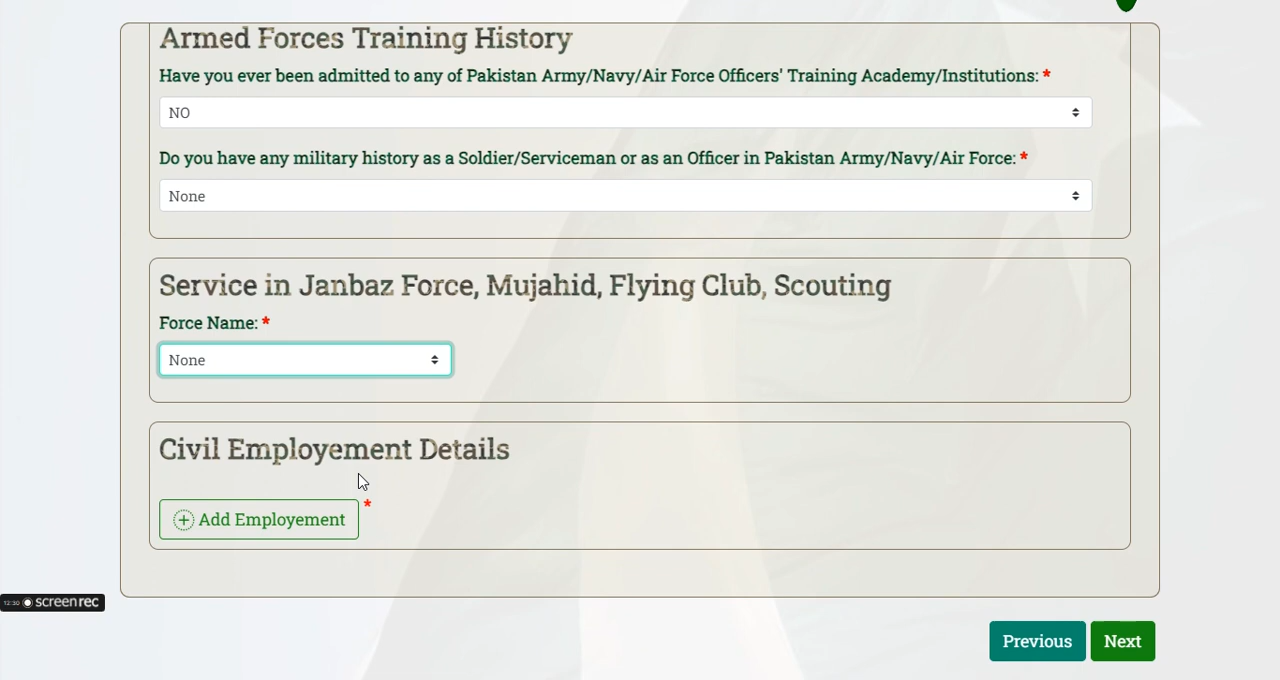 Armed Forces Training History
Have you ever been admitted to any of Pakistan Army/Navy/Air Force Officers' Training Academy/Institutions: *
NO
Do you have any military history as a Soldier/Serviceman or as an Officer in Pakistan Army/Navy/Air Force: *
None
Service in Janbaz Force, Mujahid, Flying Club, Scouting
Force Name: *
None
Civil Employement Details
Add Employement *
12:30 screenrec
Previous Next